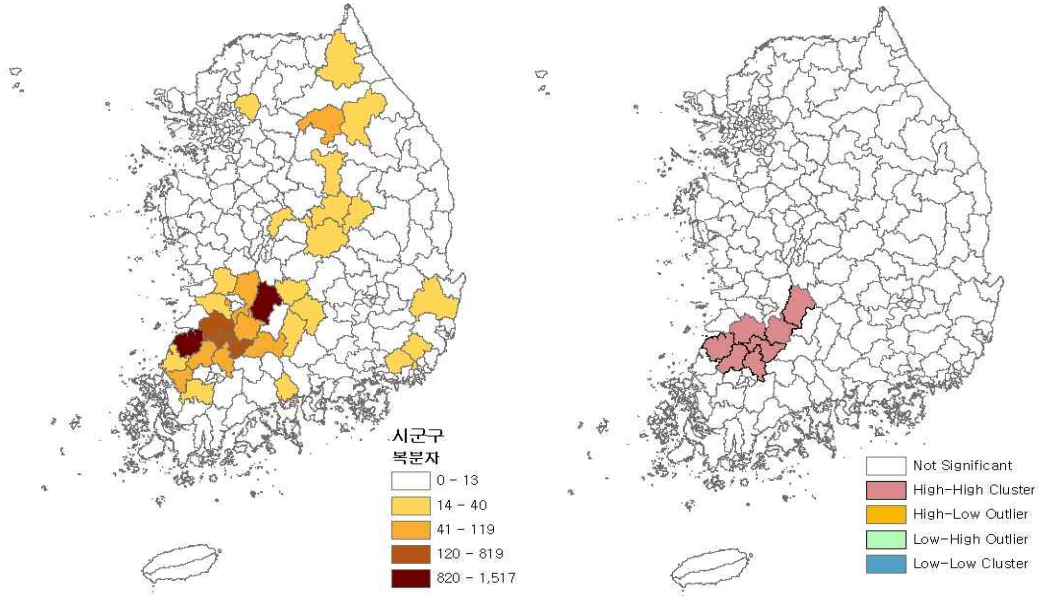 시군구
복분자
0 - 13
14 - 40
41 - 119
120 - 819
820 - 1,517
Not Significant
High-High Cluster
High-Low Outlier
Low-High Outlier
Low-Low Cluster